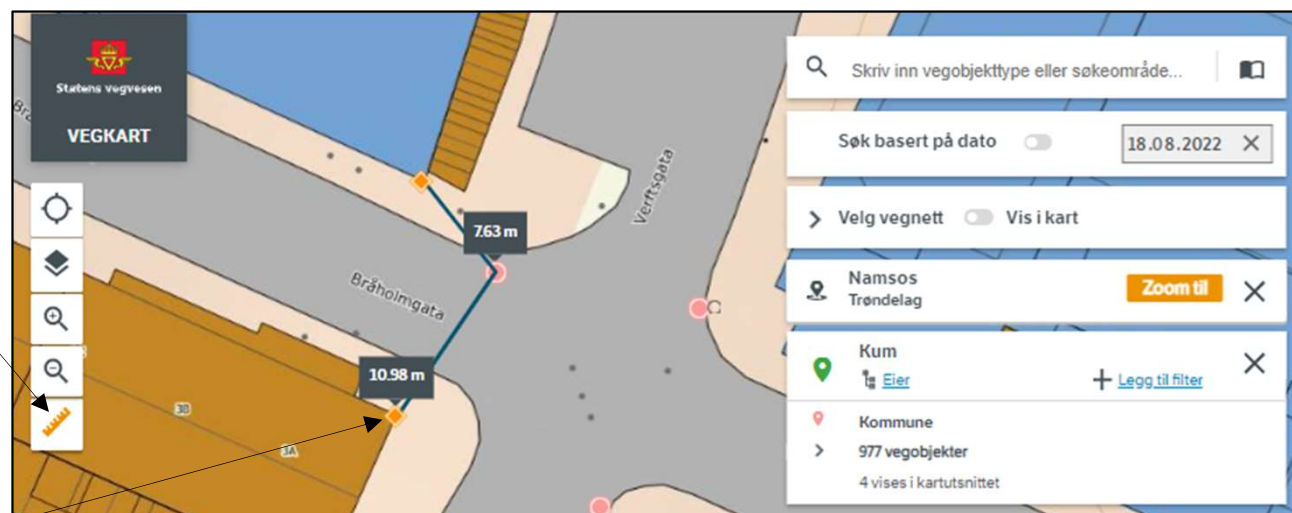 Statens vegvesen
VEGKART
Verftsgata
7.63 m
Bråholmgata
10.98 m
3B
3A
Skriv inn vegobjekttype eller søkeområde...
Søk basert på dato
18.08.2022
Velg vegnett
Vis i kart
Namsos
Trøndelag
Zoom til
Kum
Eier
Legg til filter
Kommune
977 vegobjekter
4 vises i kartutsnittet